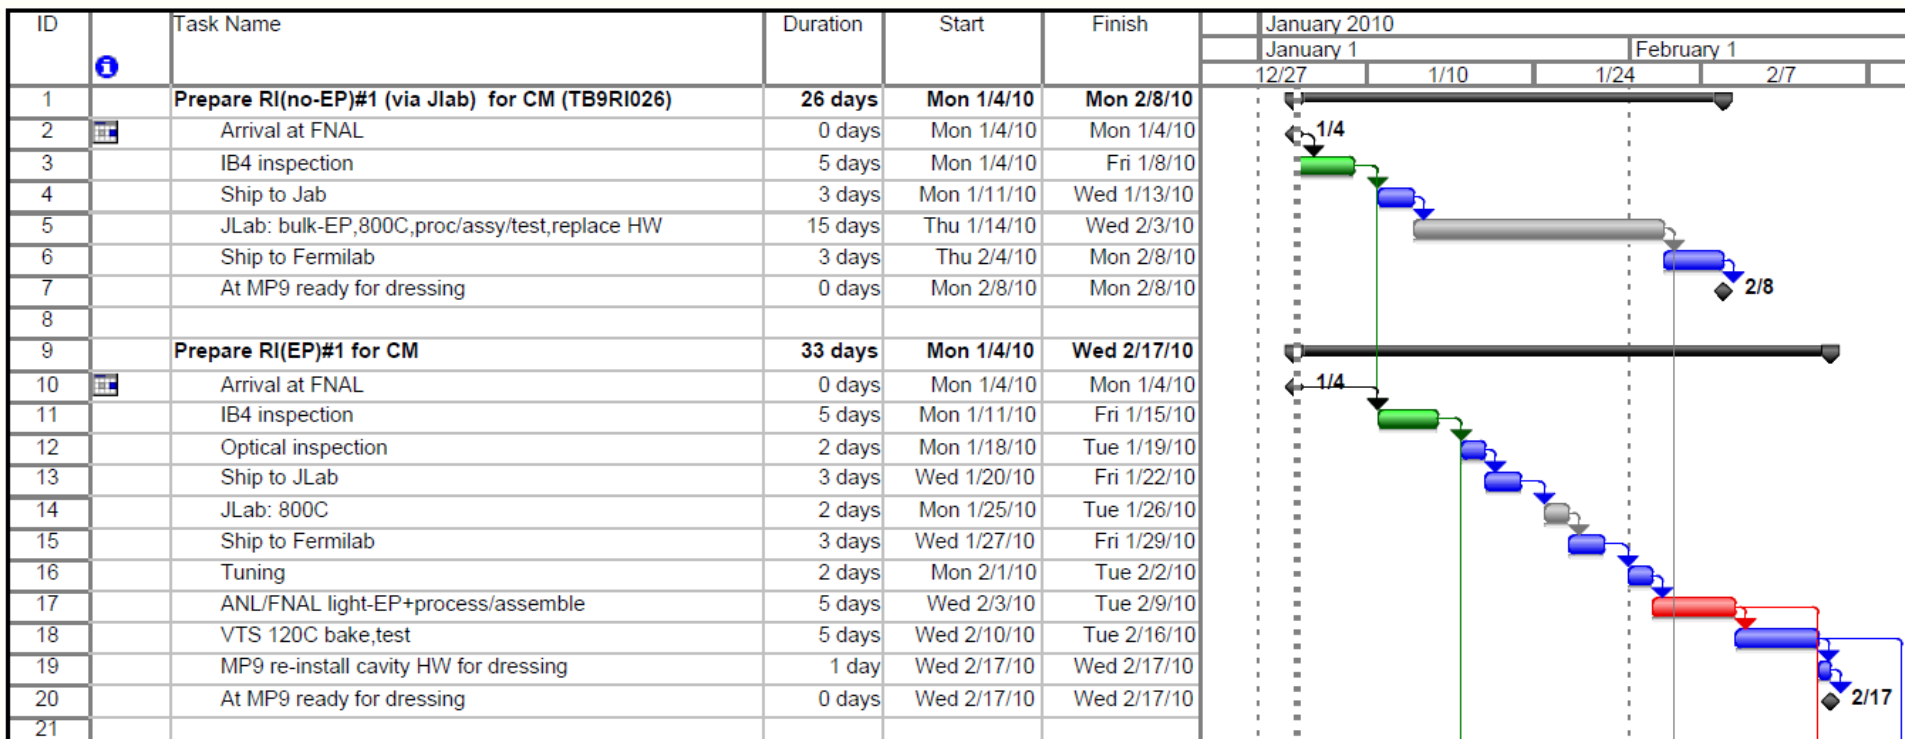 ID Task Name Duration Start Finish January 2010
January 1 February 1
12/27 1/10 1/24 2/7
1 Prepare RI(no-EP)#1 (via Jlab) for CM (TB9RI026) 26 days Mon 1/4/10 Mon 2/8/10
2 Arrival at FNAL 0 days Mon 1/4/10 Mon 1/4/10 1/4
3 IB4 inspection 5 days Mon 1/4/10 Fri 1/8/10
4 Ship to Jab 3 days Mon 1/11/10 Wed 1/13/10
5 JLab: bulk-EP,800C,proc/assy/test,replace HW 15 days Thu 1/14/10 Wed 2/3/10
6 Ship to Fermilab 3 days Thu 2/4/10 Mon 2/8/10
7 At MP9 ready for dressing 0 days Mon 2/8/10 Mon 2/8/10 2/8
8
9 Prepare RI(EP)#1 for CM 33 days Mon 1/4/10 Wed 2/17/10
10 Arrival at FNAL 0 days Mon 1/4/10 Mon 1/4/10 1/4
11 IB4 inspection 5 days Mon 1/11/10 Fri 1/15/10
12 Optical inspection 2 days Mon 1/18/10 Tue 1/19/10
13 Ship to JLab 3 days Wed 1/20/10 Fri 1/22/10
14 JLab: 800C 2 days Mon 1/25/10 Tue 1/26/10
15 Ship to Fermilab 3 days Wed 1/27/10 Fri 1/29/10
16 Tuning 2 days Mon 2/1/10 Tue 2/2/10
17 ANL/FNAL light-EP+process/assemble 5 days Wed 2/3/10 Tue 2/9/10
18 VTS 120C bake,test 5 days Wed 2/10/10 Tue 2/16/10
19 MP9 re-install cavity HW for dressing 1 day Wed 2/17/10 Wed 2/17/10
20 At MP9 ready for dressing 0 days Wed 2/17/10 Wed 2/17/10 2/17
21